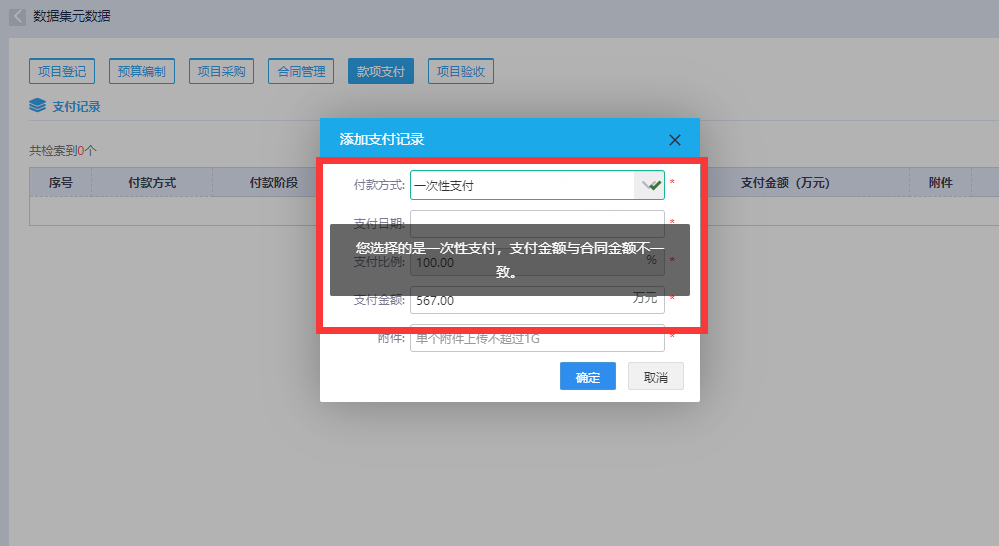 数据集元数据
项目登记 预算编制 项目采购 合同管理 款项支付 项目验收
支付记录
共检索到0个
序号 付款方式 付款阶段 支付金额（万元） 附件
添加支付记录
付款方式: 一次性支付 *
支付日期: *
您选择的是一次性支付，支付金额与合同金额不一
致。
支付比例: 100.00 % *
支付金额: 567.00 万元 *
附件: 单个附件上传不超过1G *
确定 取消